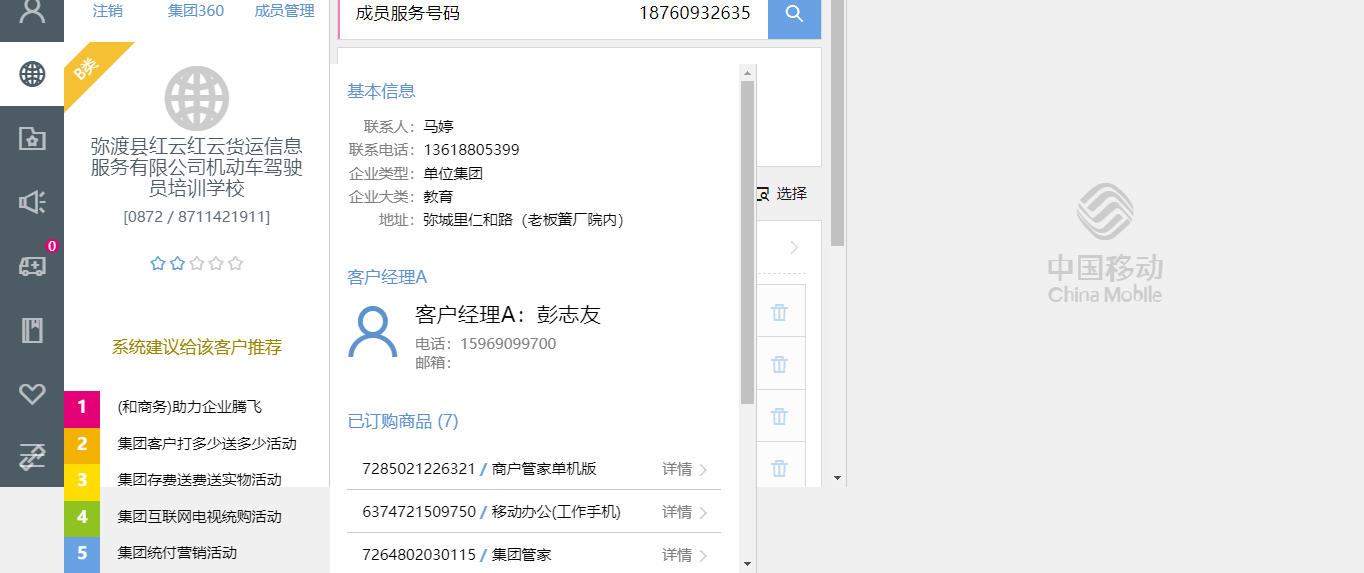 注销 集团360 成员管理
B类
弥渡县红云红云货运信息
服务有限公司机动车驾驶
员培训学校
[0872 / 8711421911]
0
系统建议给该客户推荐
1 (和商务)助力企业腾飞
2 集团客户打多少送多少活动
3 集团存费送费送实物活动
4 集团互联网电视统购活动
5 集团统付营销活动
成员服务号码 18760932635
基本信息
联系人: 马婷
联系电话: 13618805399
企业类型: 单位集团
企业大类: 教育
地址: 弥城里仁和路（老板簧厂院内）
客户经理A
客户经理A：彭志友
电话：15969099700
邮箱：
已订购商品 (7)
7285021226321 / 商户管家单机版 详情
6374721509750 / 移动办公(工作手机) 详情
7264802030115 / 集团管家 详情
选择
中国移动
China Mobile